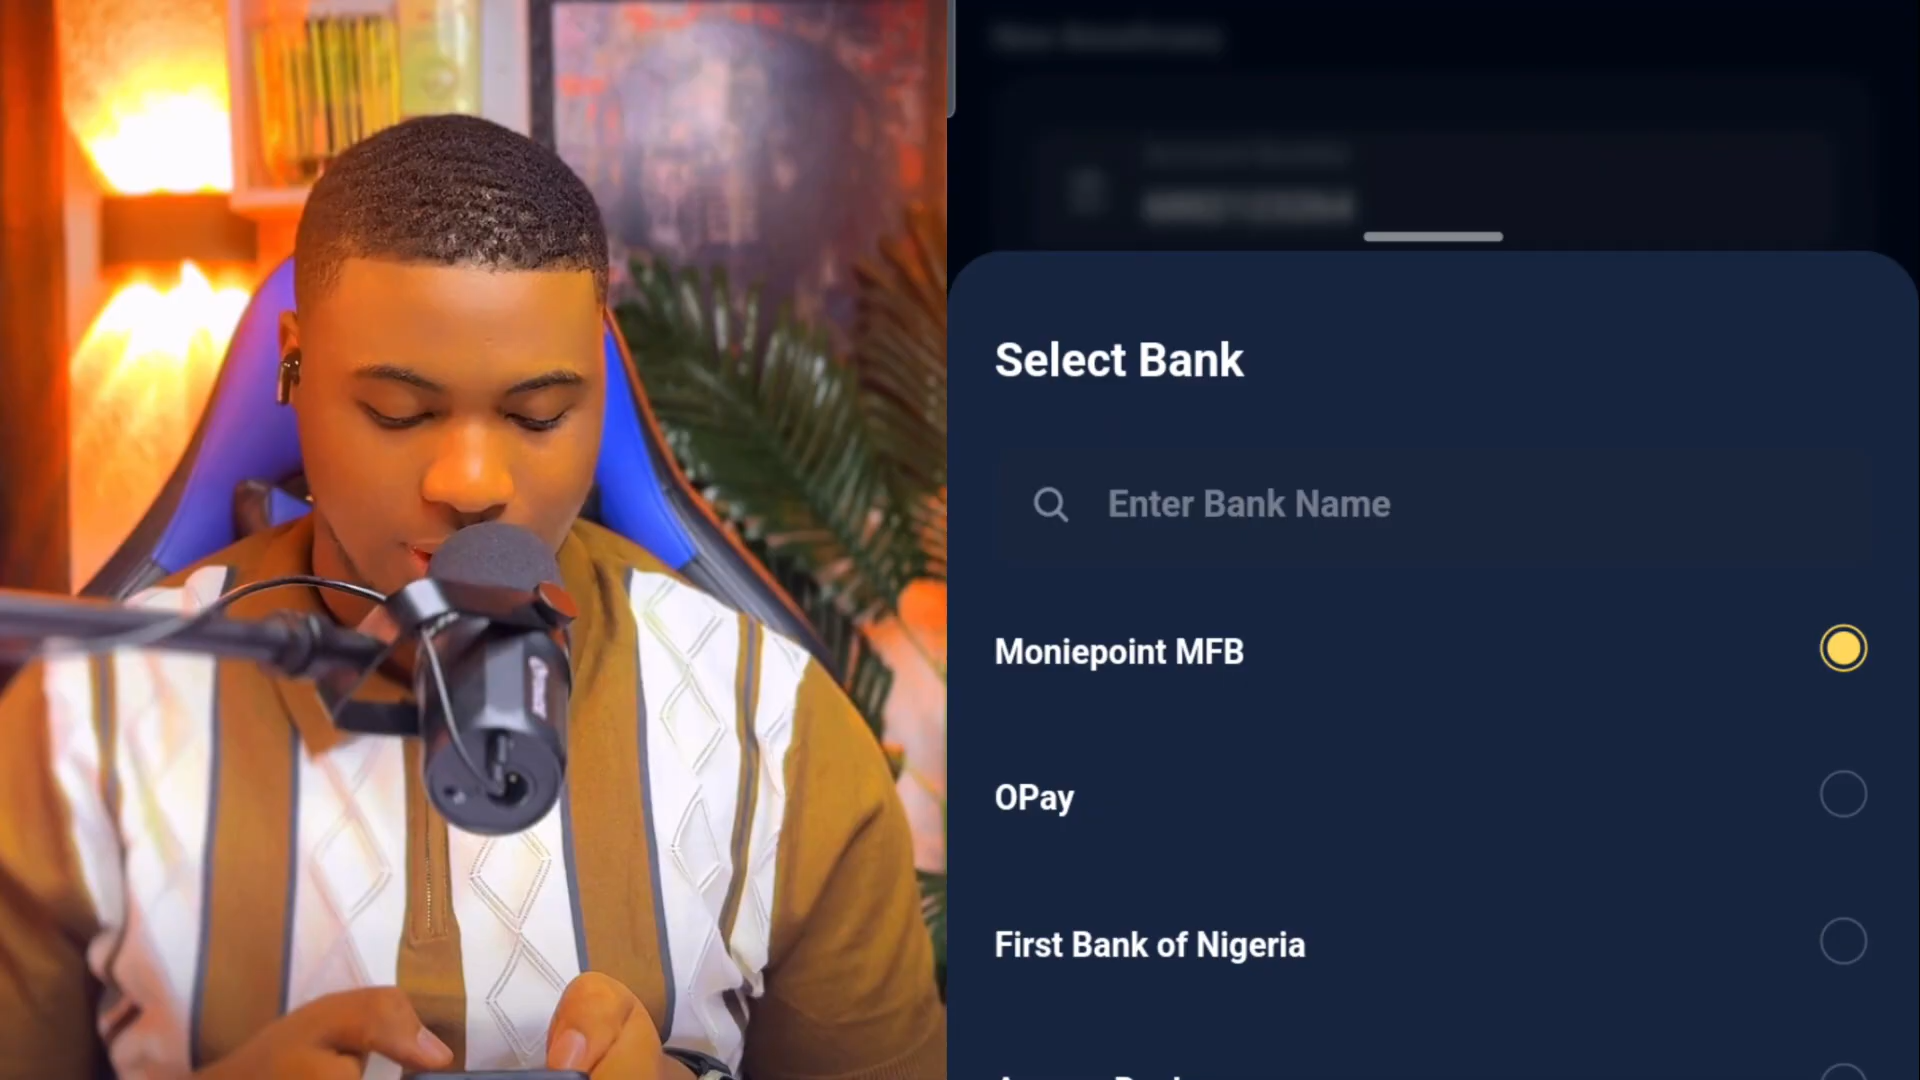 Select Bank
Enter Bank Name
Moniepoint MFB
OPay
First Bank of Nigeria